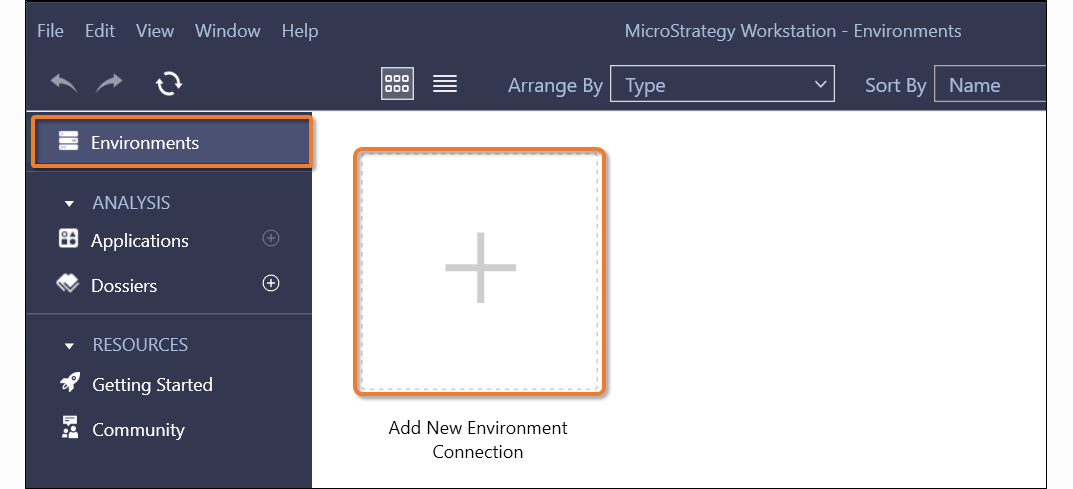 File Edit View Window Help MicroStrategy Workstation - Environments
Arrange By Type Sort By Name
Environments
ANALYSIS
Applications
Dossiers
RESOURCES
Getting Started
Community
Add New Environment
Connection